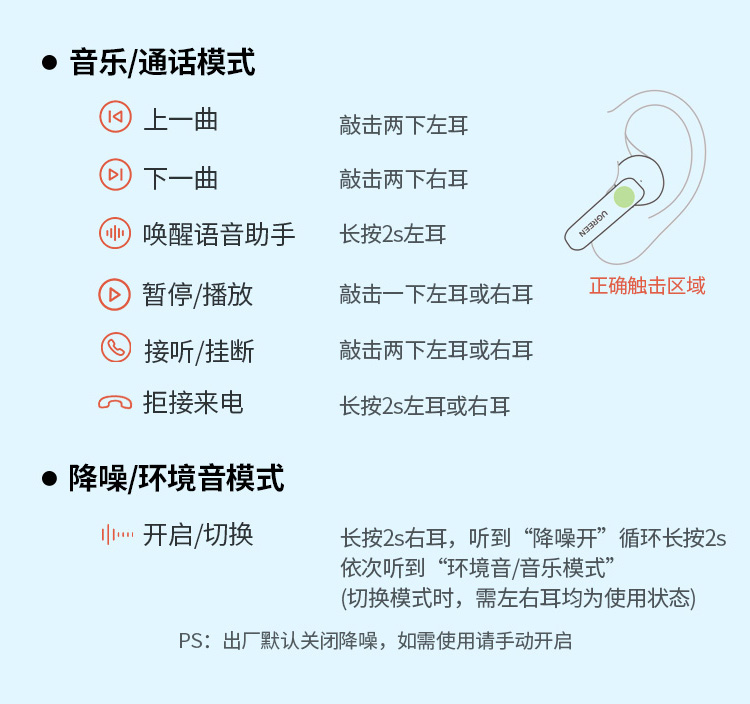 ● 音乐/通话模式
上一曲 敲击两下左耳
下一曲 敲击两下右耳
唤醒语音助手 长按2s左耳
UGREEN
暂停/播放 敲击一下左耳或右耳
正确触击区域
接听/挂断 敲击两下左耳或右耳
拒接来电 长按2s左耳或右耳
● 降噪/环境音模式
开启/切换 长按2s右耳，听到“降噪开”循环长按2s
依次听到“环境音/音乐模式”
(切换模式时，需左右耳均为使用状态)
PS：出厂默认关闭降噪，如需使用请手动开启